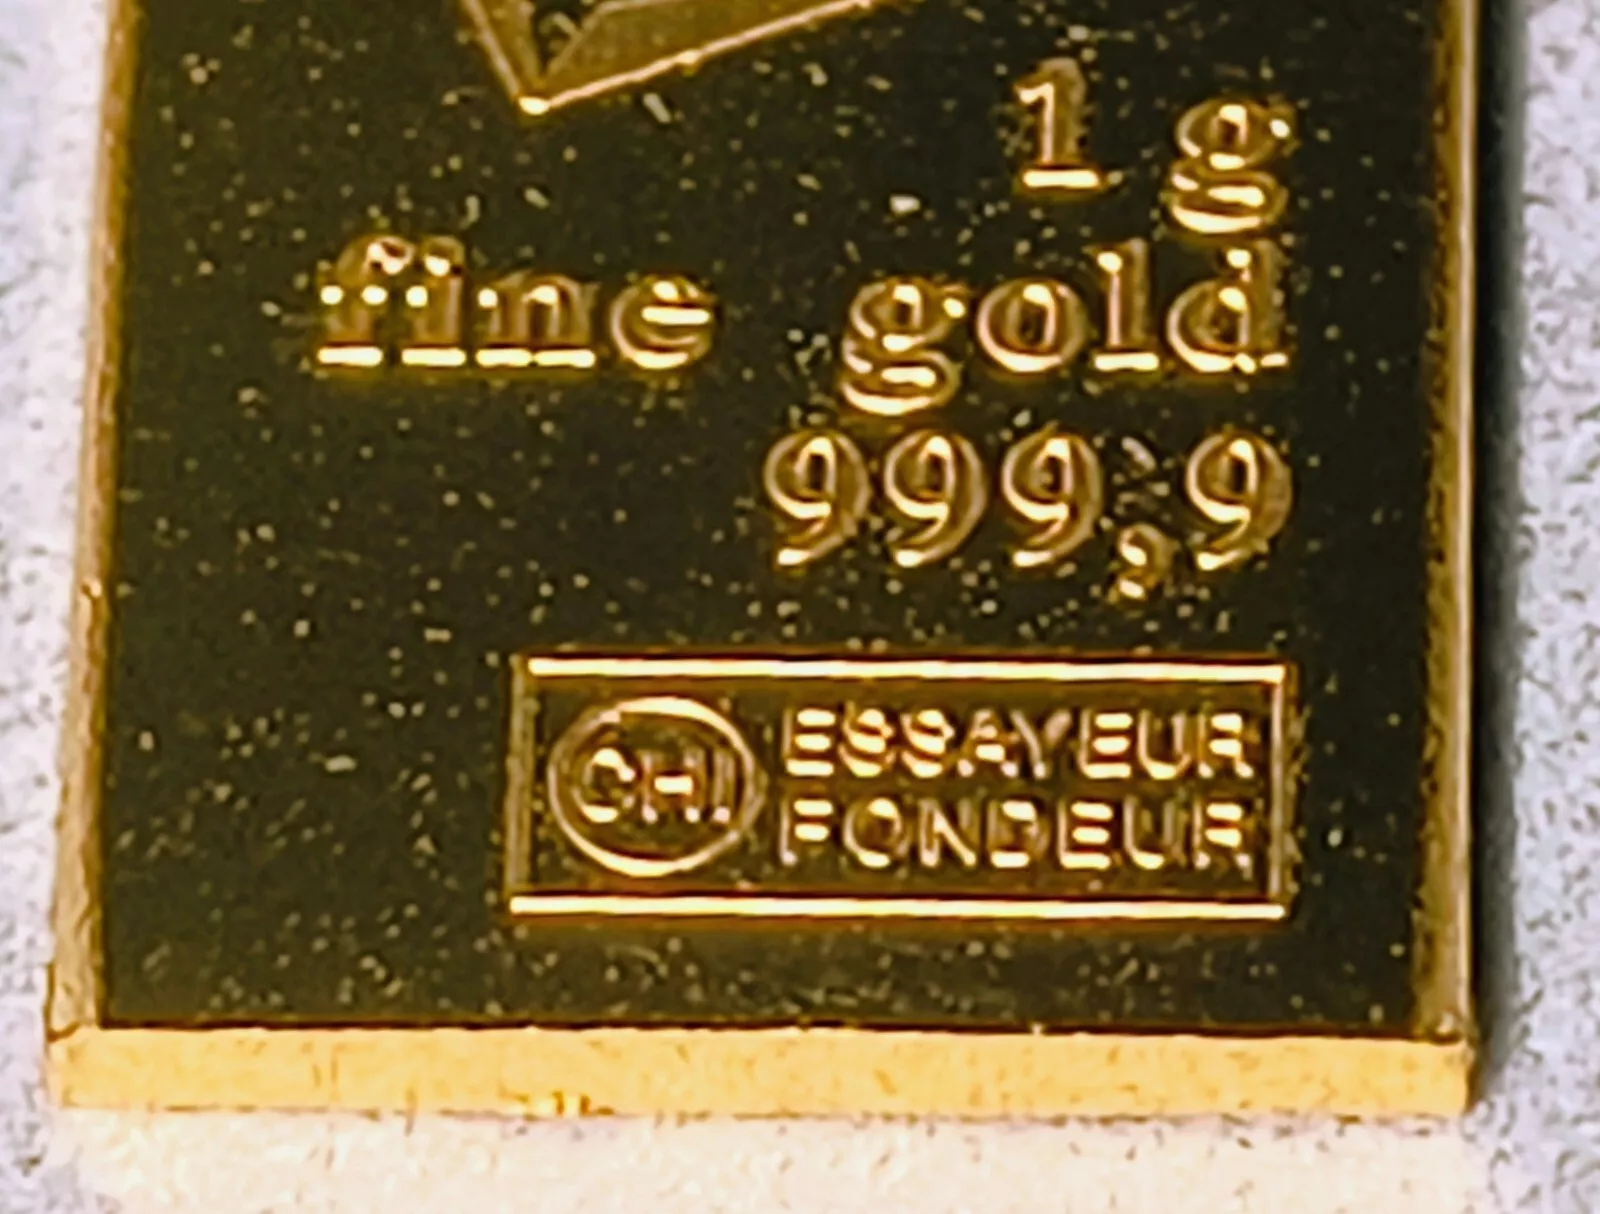 1 g
fine gold
999,9
CHI ESSAYEUR
FONDEUR